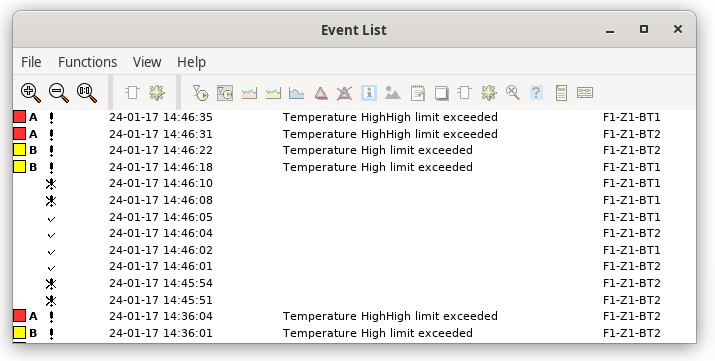 Event List
File Functions View Help
A 24-01-17 14:46:35 Temperature HighHigh limit exceeded F1-Z1-BT1
A 24-01-17 14:46:31 Temperature HighHigh limit exceeded F1-Z1-BT2
B 24-01-17 14:46:22 Temperature High limit exceeded F1-Z1-BT2
B 24-01-17 14:46:18 Temperature High limit exceeded F1-Z1-BT1
24-01-17 14:46:10 F1-Z1-BT1
24-01-17 14:46:08 F1-Z1-BT1
24-01-17 14:46:05 F1-Z1-BT1
24-01-17 14:46:04 F1-Z1-BT2
24-01-17 14:46:02 F1-Z1-BT1
24-01-17 14:46:01 F1-Z1-BT2
24-01-17 14:45:54 F1-Z1-BT2
24-01-17 14:45:51 F1-Z1-BT2
A 24-01-17 14:36:04 Temperature HighHigh limit exceeded F1-Z1-BT2
B 24-01-17 14:36:01 Temperature High limit exceeded F1-Z1-BT2